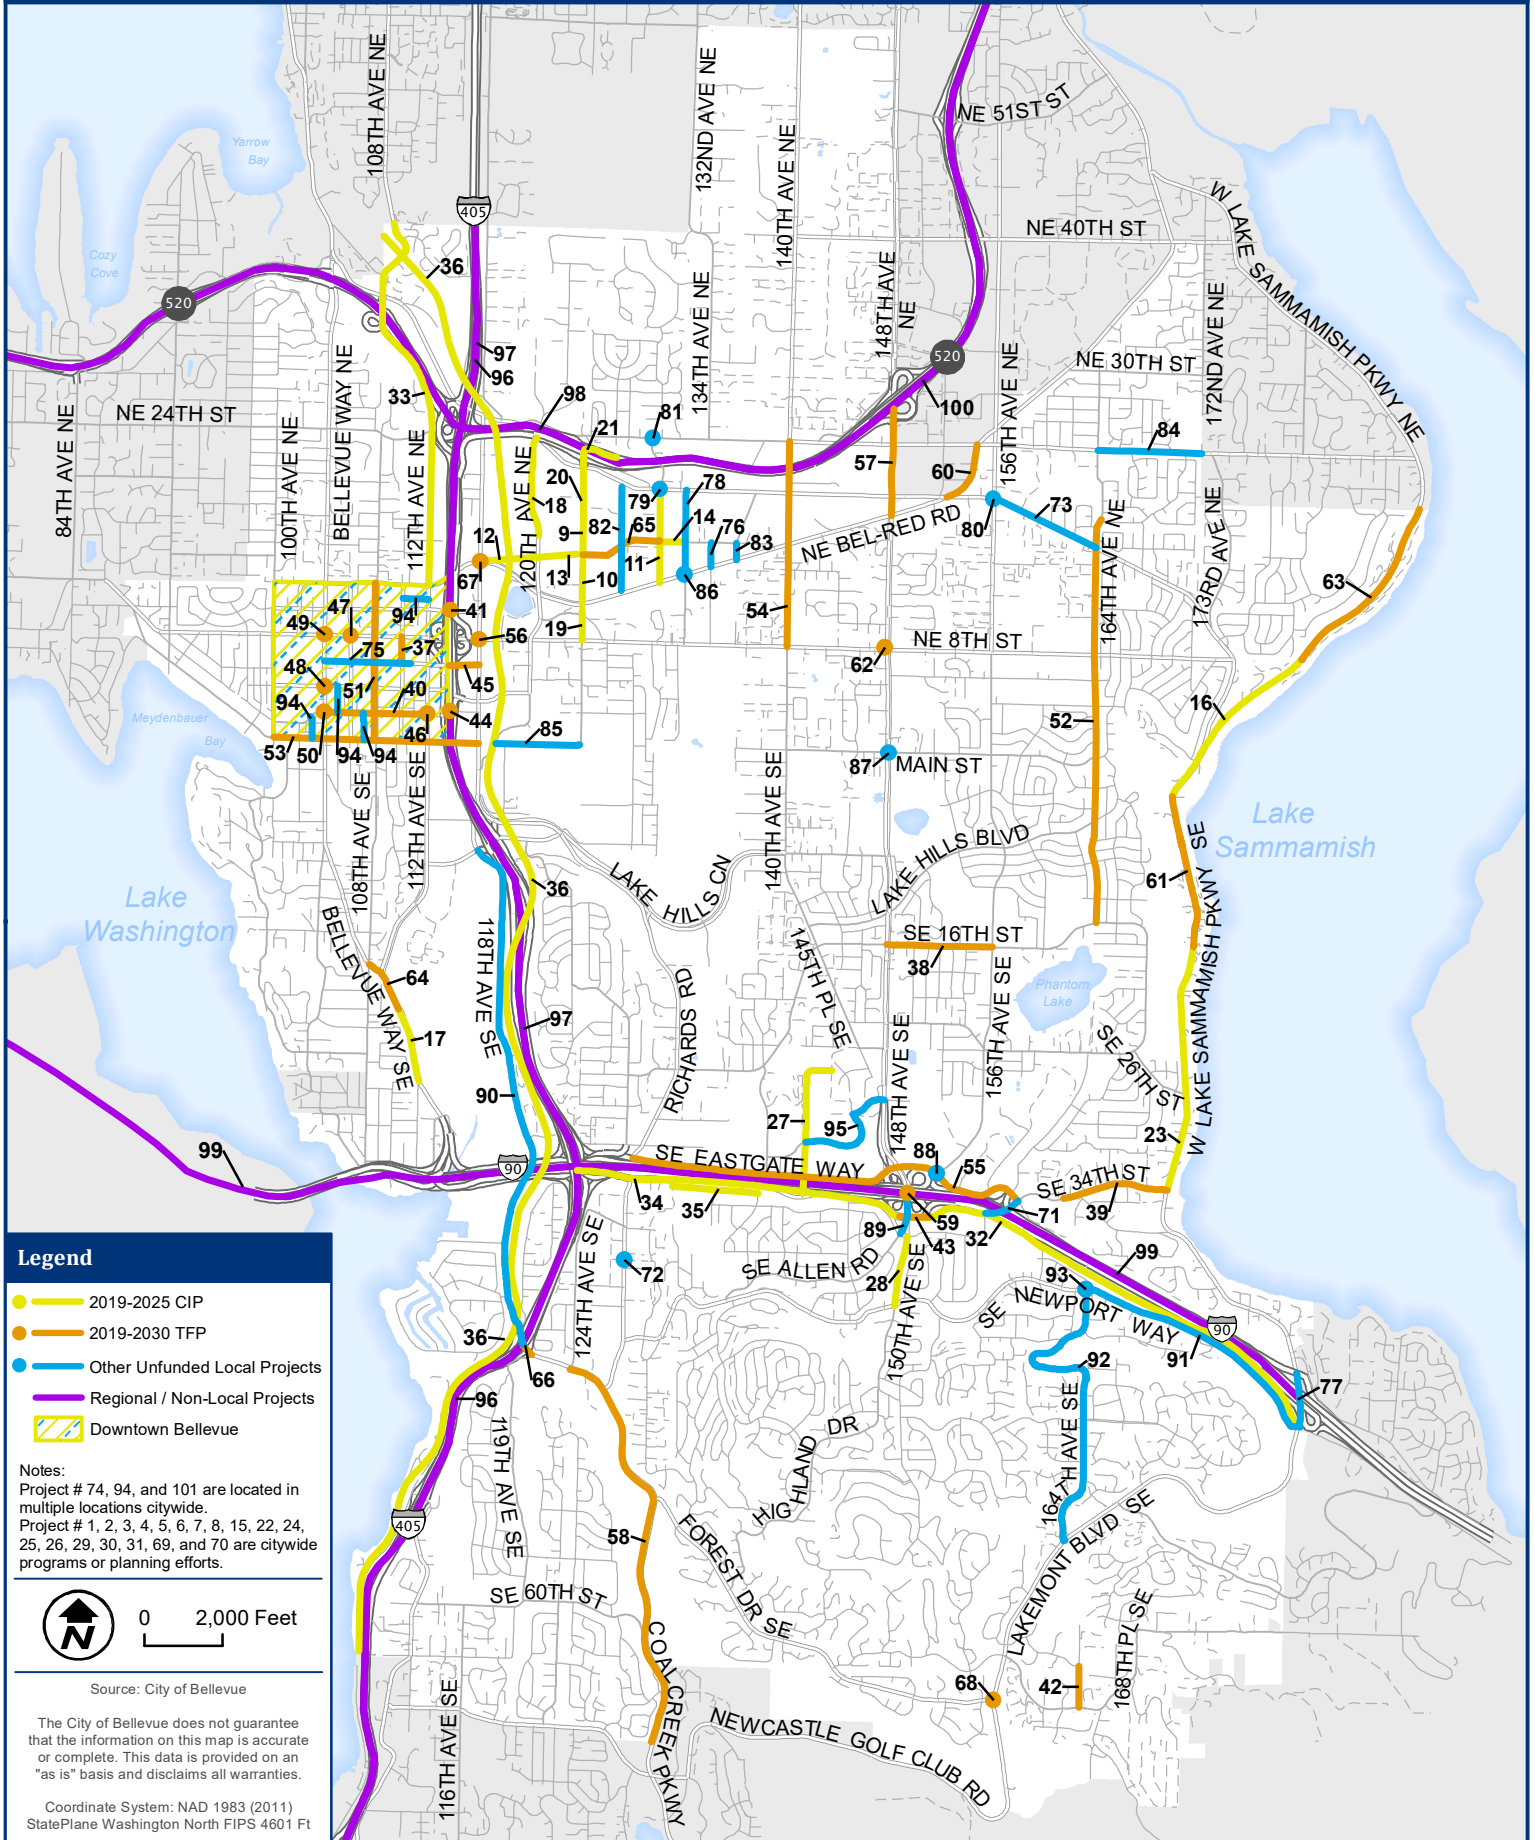 108TH AVE NE
132ND AVE NE
NE 51ST ST
Yarrow
Bay
140TH AVE NE
W LAKE SAMMAMISH PKWY NE
405
NE 40TH ST
Cozy
Cove
36
148TH AVE
NE
134TH AVE NE
172ND AVE NE
520
97
96
BELLEVUE WAY NE
156TH AVE NE
520
NE 30TH ST
33
98
100
NE 24TH ST
84TH AVE NE
100TH AVE NE
112TH AVE NE
81
21
84
57
60
120TH AVE NE
20
18
79
78
73
80
164TH AVE NE
173RD AVE NE
9
82
65
14
76
83
NE BEL-RED RD
12
67
13
10
11
86
63
94
41
47
49
54
19
37
56
NE 8TH ST
62
75
48
51
40
45
94
44
16
52
Meydenbauer
Bay
53
50
94
94
46
85
87
MAIN ST
108TH AVE SE
112TH AVE SE
140TH AVE SE
Lake
Sammamish
LAKE HILLS BLVD
LAKE HILLS CN
36
61
W LAKE SAMMAMISH PKWY SE
Lake
Washington
BELLEVUE WAY SE
118TH AVE SE
145TH PL SE
SE 16TH ST
38
64
RICHARDS RD
156TH AVE SE
Phantom
Lake
97
17
148TH AVE SE
SE 26TH ST
90
27
95
23
99
90
SE EASTGATE WAY
88
55
SE 34TH ST
34
35
59
71
39
89
43
32
99
124TH AVE SE
72
SE ALLEN RD
28
93
150TH AVE SE
SE NEWPORT WAY
90
91
36
66
92
77
96
119TH AVE SE
164TH AVE SE
HIGHLAND DR
405
58
FOREST DR SE
LAKEMONT BLVD SE
SE 60TH ST
COAL CREEK PKWY
168TH PL SE
68
42
116TH AVE SE
NEWCASTLE GOLF CLUB RD
Legend
2019-2025 CIP
2019-2030 TFP
Other Unfunded Local Projects
Regional / Non-Local Projects
Downtown Bellevue
Notes:
Project # 74, 94, and 101 are located in
multiple locations citywide.
Project # 1, 2, 3, 4, 5, 6, 7, 8, 15, 22, 24,
25, 26, 29, 30, 31, 69, and 70 are citywide
programs or planning efforts.
N
0 2,000 Feet
Source: City of Bellevue
The City of Bellevue does not guarantee
that the information on this map is accurate
or complete. This data is provided on an
"as is" basis and disclaims all warranties.
Coordinate System: NAD 1983 (2011)
StatePlane Washington North FIPS 4601 Ft